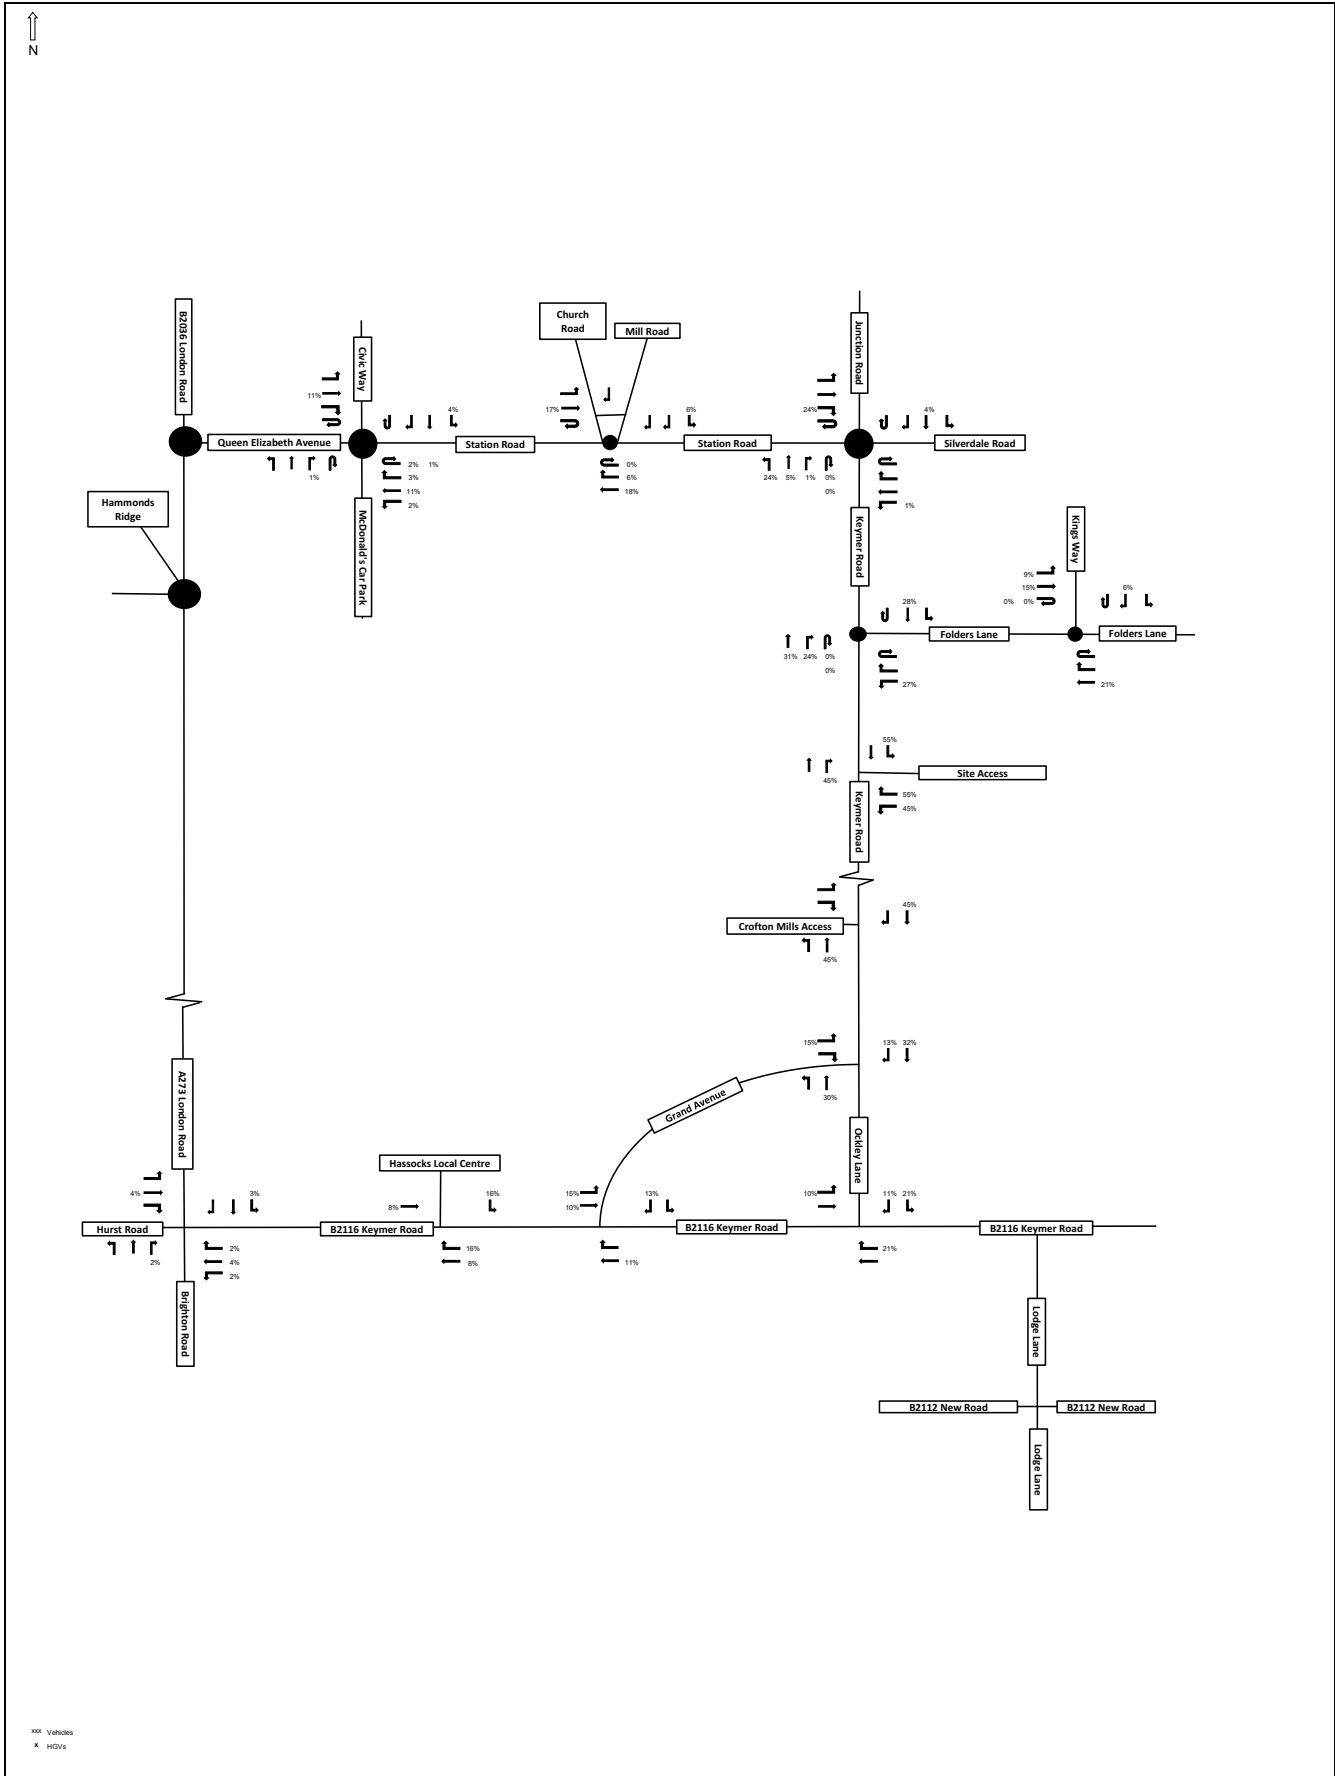 N
B2036 London Road
Civic Way
Church
Road
Mill Road
Junction Road
11%
4%
17%
6%
24%
4%
Queen Elizabeth Avenue
Station Road
Station Road
Silverdale Road
1%
2% 1%
3%
11%
2%
0%
6%
18%
24% 5% 1% 0%
0%
1%
Hammonds
Ridge
McDonald's Car Park
Keymer Road
Kings Way
9%
15%
0% 0%
6%
28%
Folders Lane
Folders Lane
31% 24% 0%
0%
27%
21%
55%
Site Access
45%
55%
45%
Keymer Road
45%
Crofton Mills Access
45%
15%
13% 32%
30%
Grand Avenue
A273 London Road
Ockley Lane
Hassocks Local Centre
4%
3%
8%
16%
15%
10%
13%
10%
11% 21%
Hurst Road
B2116 Keymer Road
B2116 Keymer Road
B2116 Keymer Road
2%
2%
4%
2%
16%
8%
11%
21%
Brighton Road
Lodge Lane
B2112 New Road
B2112 New Road
Lodge Lane
xxx Vehicles
x HGVs